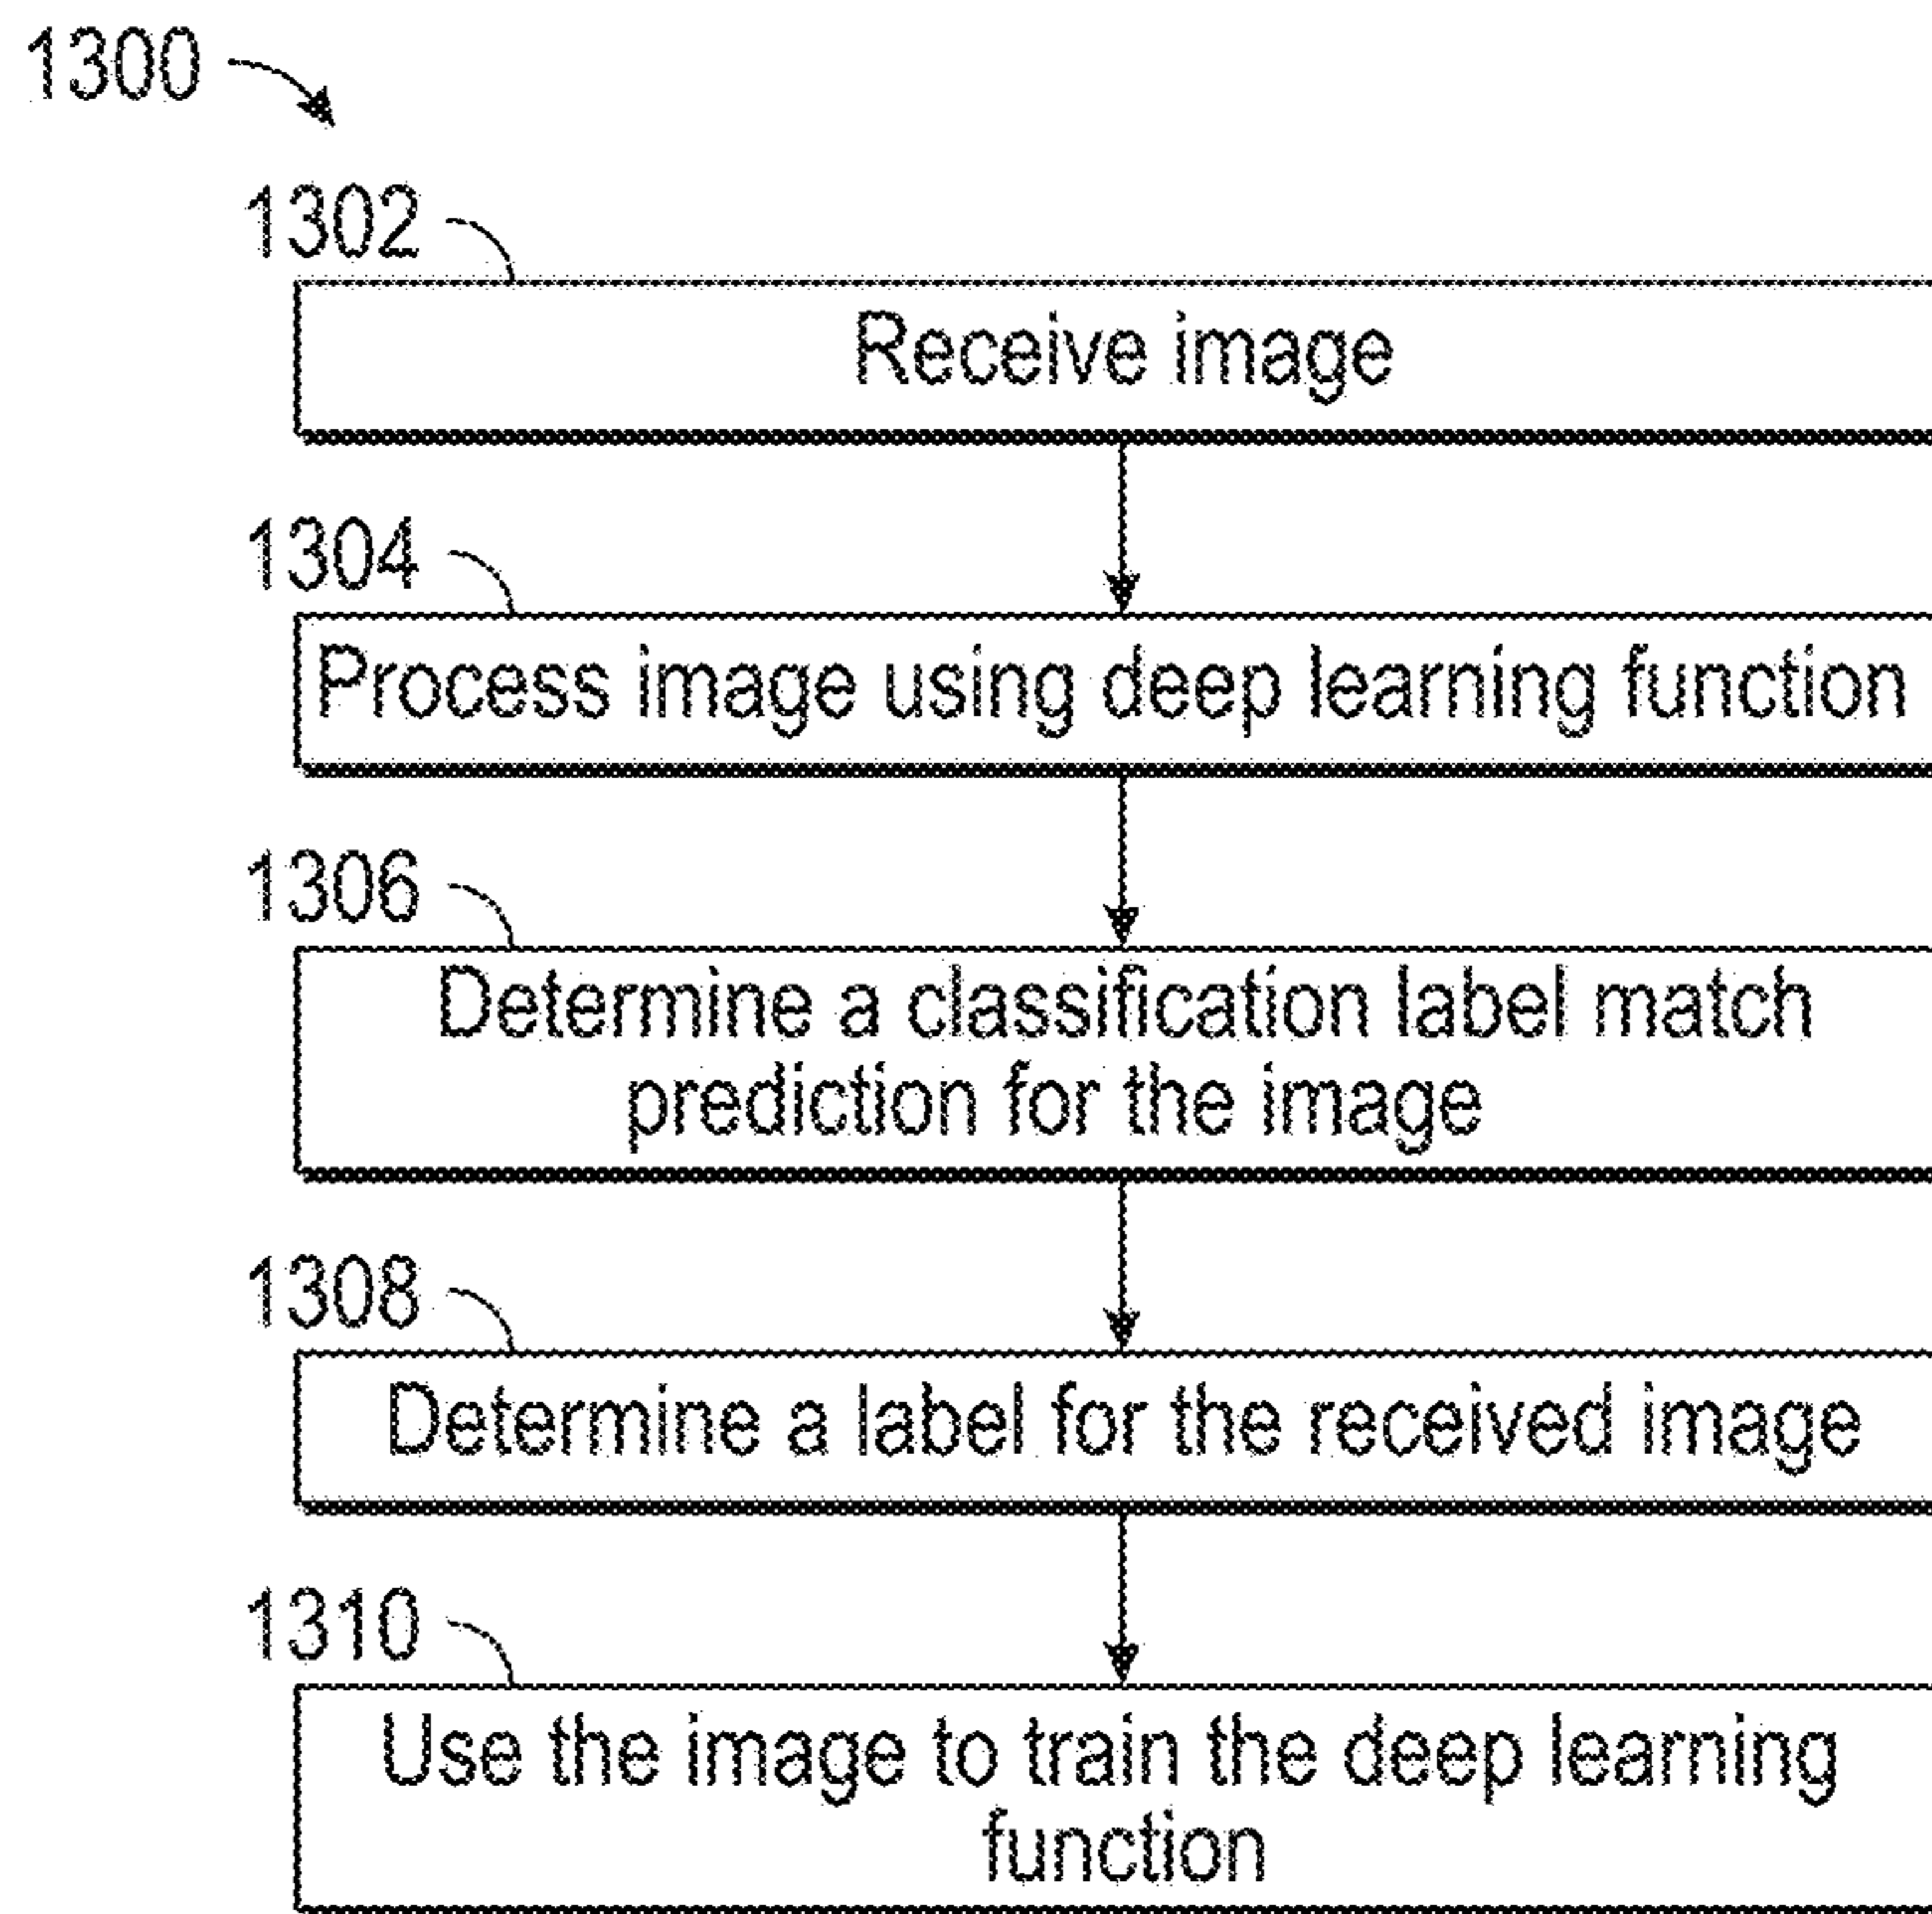 1300
1302
Receive image
1304
Process image using deep learning function
1306
Determine a classification label match
prediction for the image
1308
Determine a label for the received image
1310
Use the image to train the deep learning
function